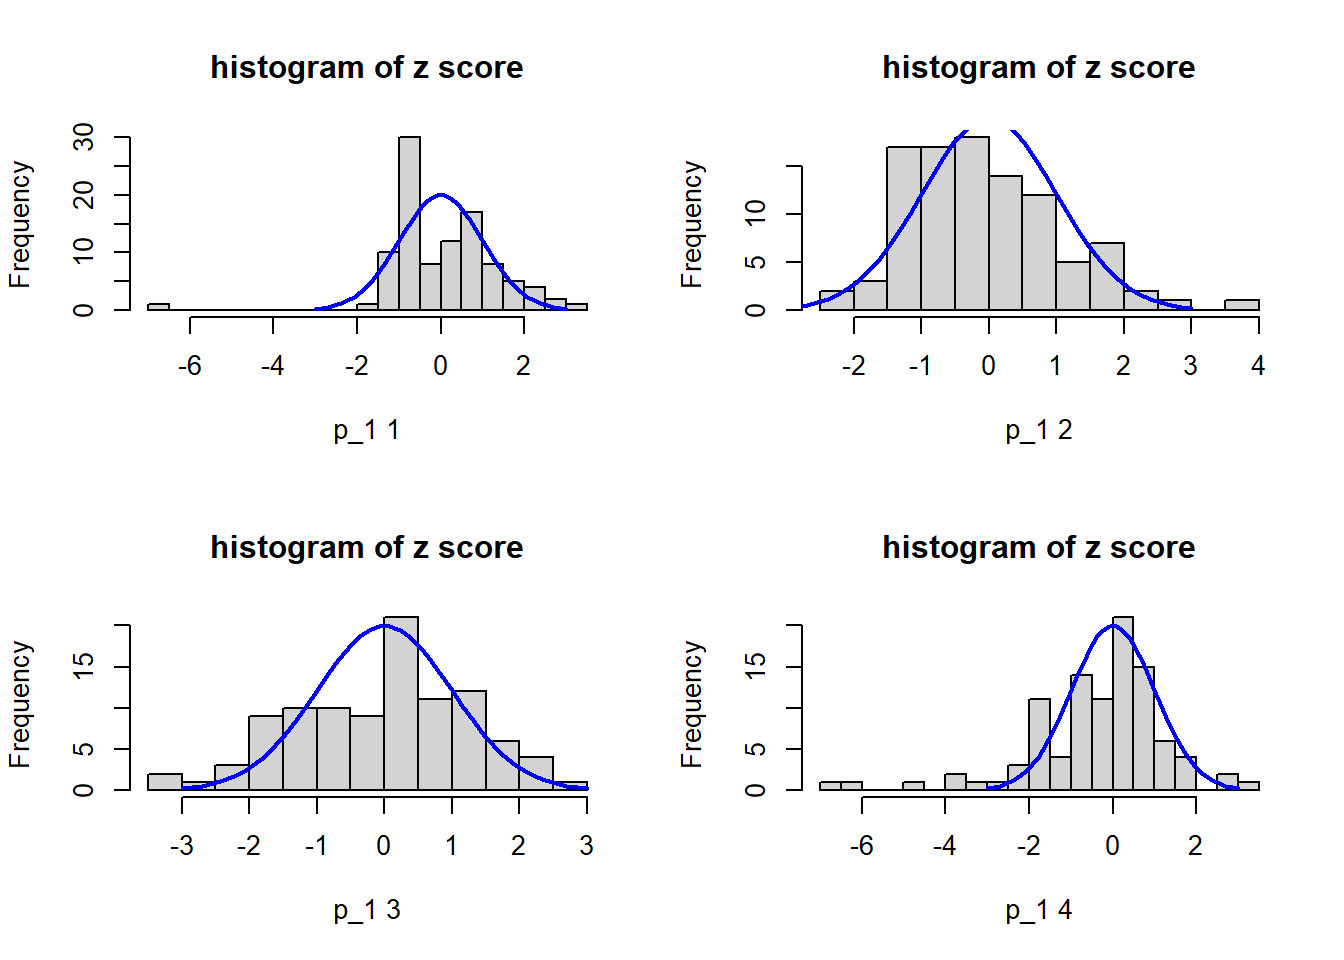 histogram of z score
Frequency
0 10 20 30
-6 -4 -2 0 2
p_1 1
histogram of z score
Frequency
0 5 10
-2 -1 0 1 2 3 4
p_1 2
histogram of z score
Frequency
0 5 15
-3 -2 -1 0 1 2 3
p_1 3
histogram of z score
Frequency
0 5 15
-6 -4 -2 0 2
p_1 4